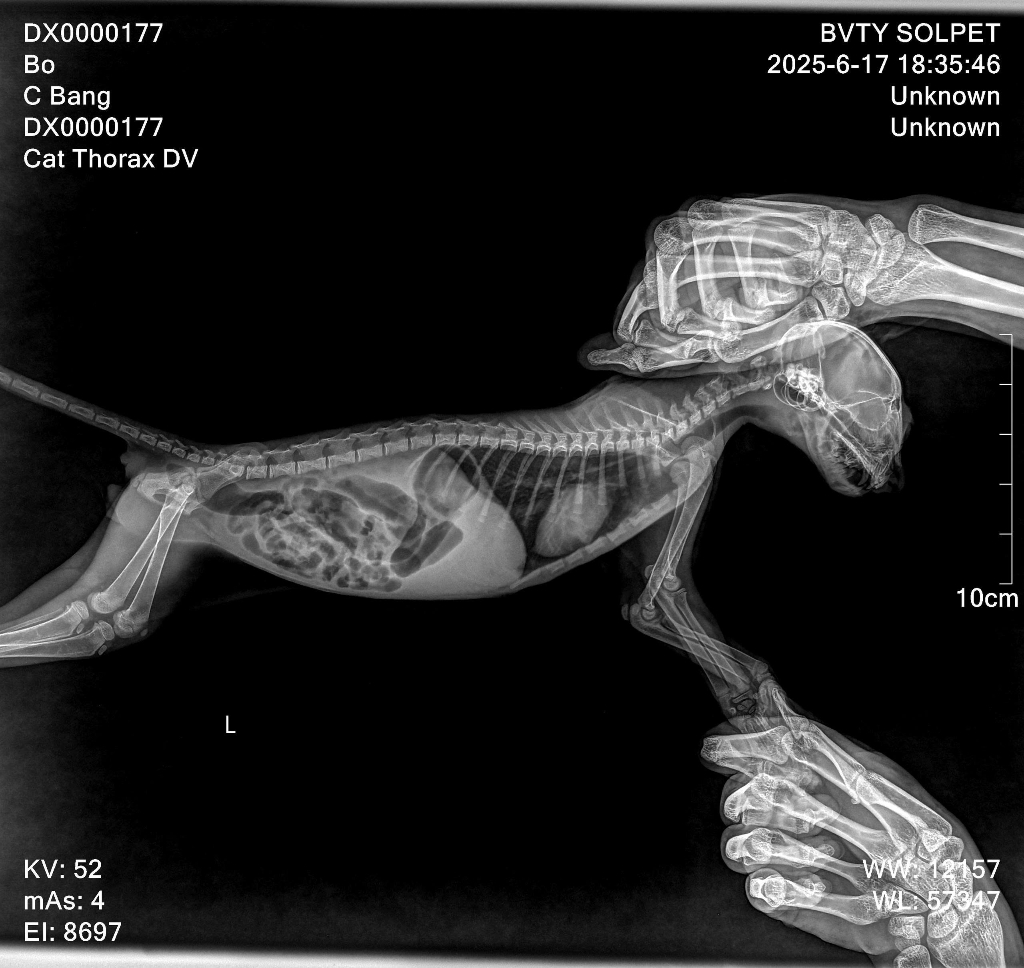 DX0000177
Bo
C Bang
DX0000177
Cat Thorax DV
BVTY SOLPET
2025-6-17 18:35:46
Unknown
Unknown
10cm
L
KV: 52
mAs: 4
EI: 8697
WW: 12157
WL: 57347